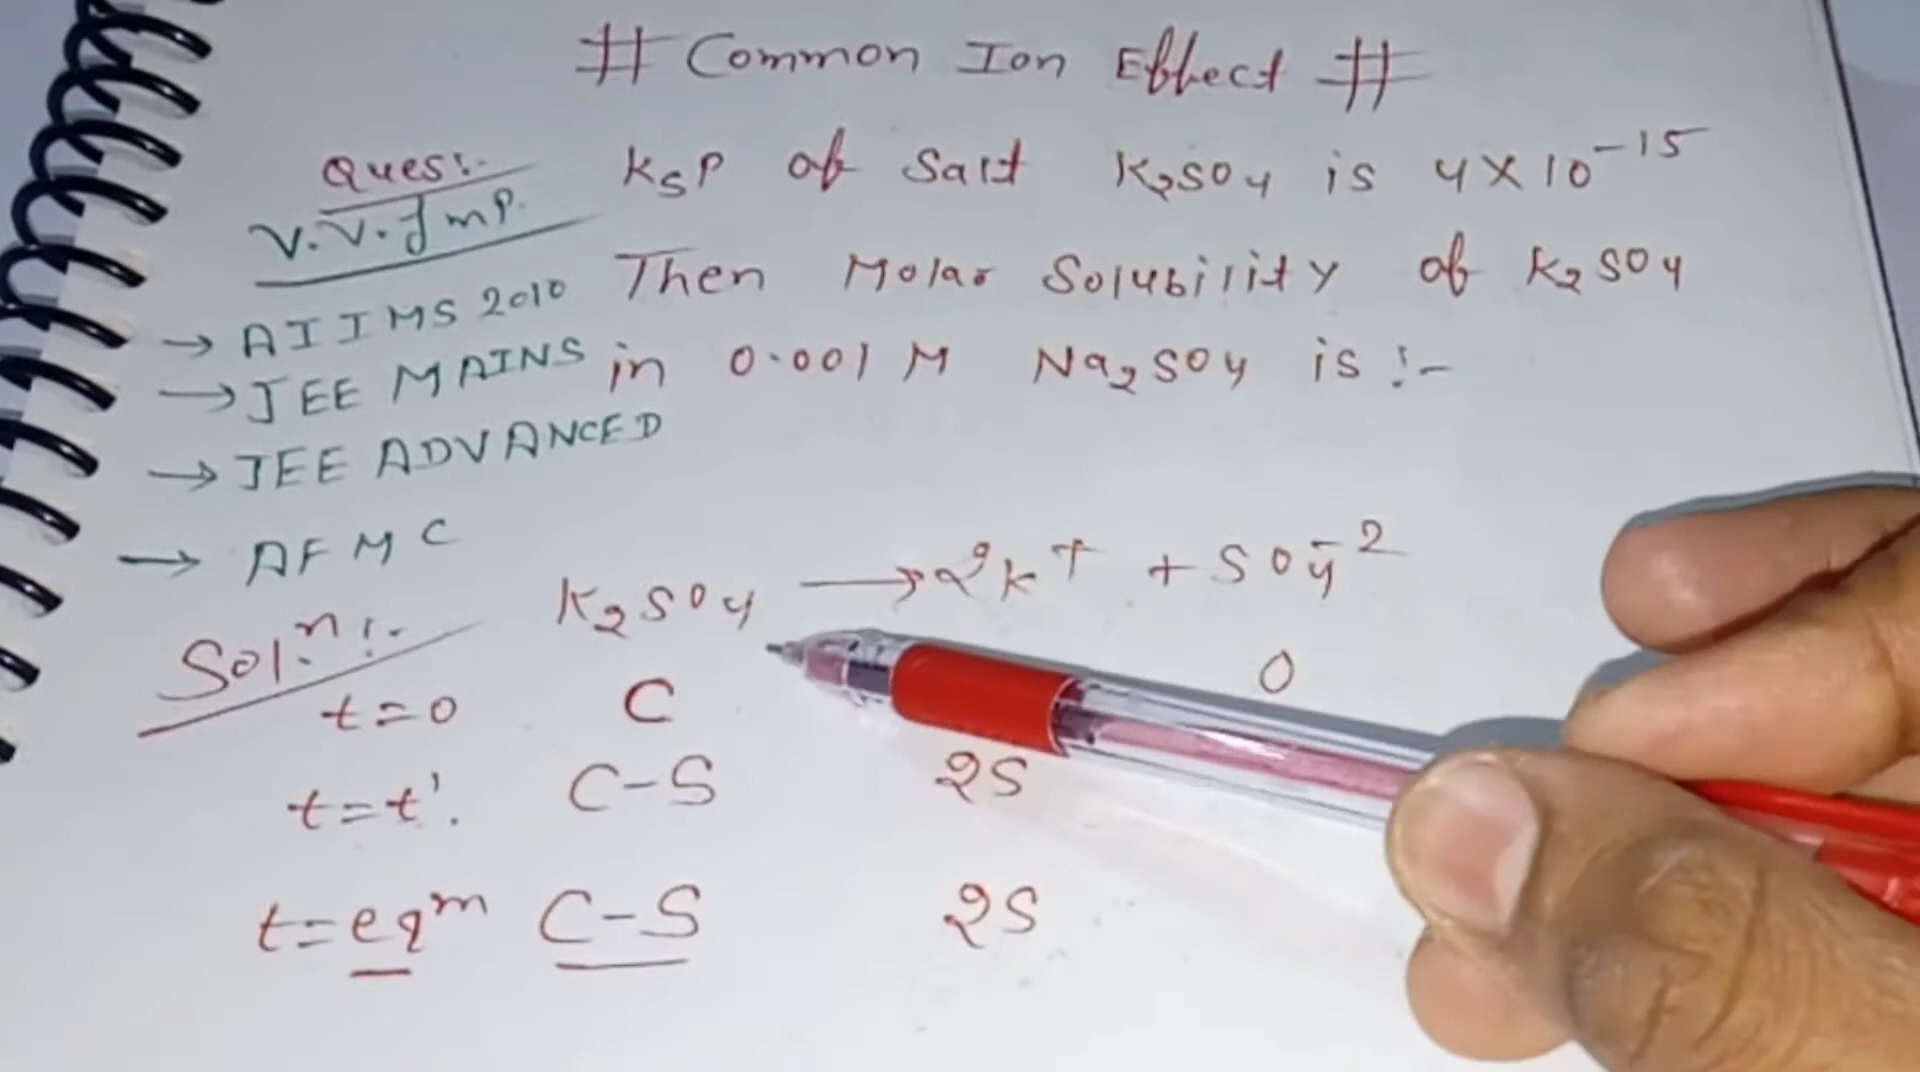 # Common Ion Effect #
Ques:- Ksp of Salt K₂SO₄ is 4×10⁻¹⁵
V.V.Imp.
Then Molar Solubility of K₂SO₄
→ AIIMS 2010
in 0.001 M Na₂SO₄ is :-
→ JEE MAINS
→ JEE ADVANCED
→ AFMC
Sol.ⁿ:- K₂SO₄ → 2K⁺ + SO₄⁻²
t=0 C 0
t=t'. C-S 2S
t=eqᵐ C-S 2S